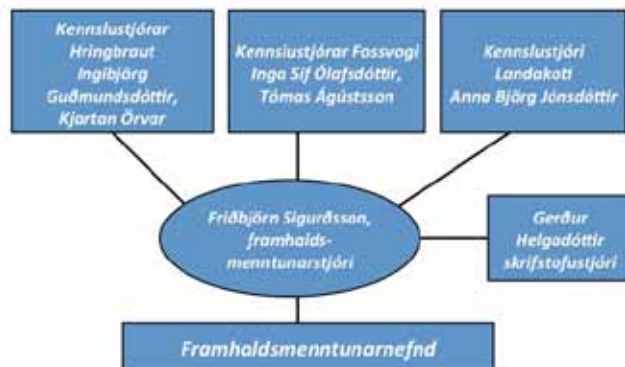 Kennslustjórar
Hringbraut
Ingibjörg
Guðmundsdóttir,
Kjartan Örvar
Kennslustjórar Fossvogi
Inga Sif Ólafsdóttir,
Tómas Ágústsson
Kennslustjóri
Landakoti
Anna Björg Jónsdóttir
Friðbjörn Sigurðsson,
framhalds-
menntunarstjóri
Gerður
Helgadóttir
skrifstofustjóri
Framhaldsmenntunarnefnd